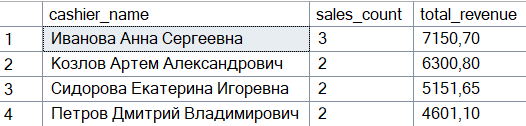 cashier_name sales_count total_revenue
1 Иванова Анна Сергеевна 3 7150,70
2 Козлов Артем Александрович 2 6300,80
3 Сидорова Екатерина Игоревна 2 5151,65
4 Петров Дмитрий Владимирович 2 4601,10